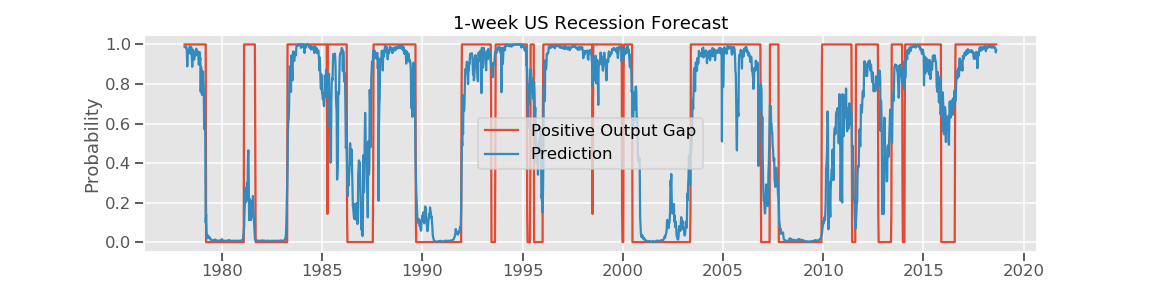 1-week US Recession Forecast
Probability
1.0
0.8
0.6
0.4
0.2
0.0
Positive Output Gap
Prediction
1980 1985 1990 1995 2000 2005 2010 2015 2020